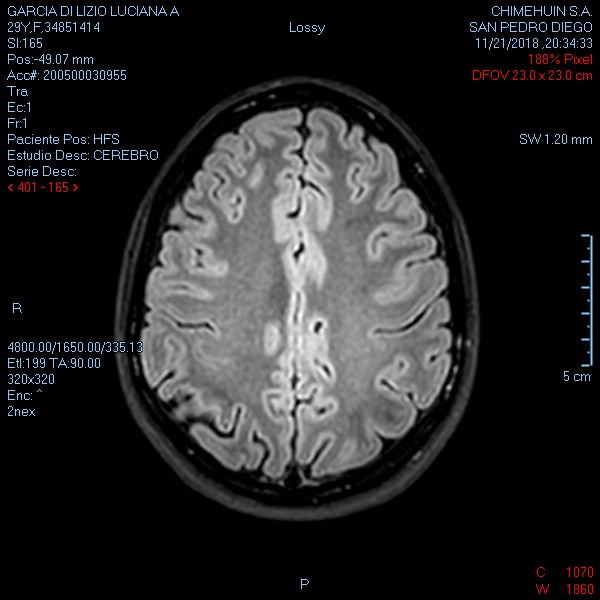 GARCIA DI LIZIO LUCIANA A
29Y,F,34851414
Sl:165
Pos:-49.07 mm
Acc#: 200500030955
Tra
Ec:1
Fr:1
Paciente Pos: HFS
Estudio Desc: CEREBRO
Serie Desc:
< 401 - 165 >
Lossy
CHIMEHUIN S.A.
SAN PEDRO DIEGO
11/21/2018 ,20:34:33
188% Pixel
DFOV 23.0 x 23.0 cm
SW 1.20 mm
R
4800.00/1650.00/335.13
Etl:199 TA:90.00
320x320
Enc: ^
2nex
5 cm
P
C 1070
W 1860